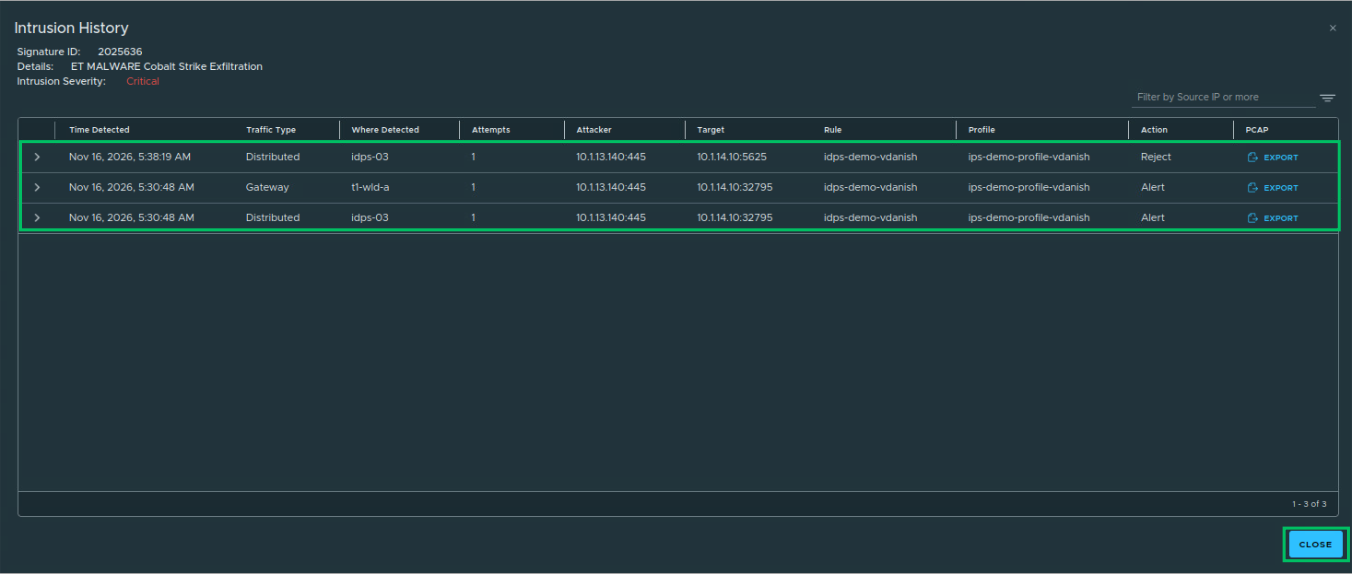 Intrusion History
Signature ID: 2025636
Details: ET MALWARE Cobalt Strike Exfiltration
Intrusion Severity: Critical
Filter by Source IP or more
Time Detected Traffic Type Where Detected Attempts Attacker Target Rule Profile Action PCAP
Nov 16, 2026, 5:38:19 AM Distributed idps-03 1 10.1.13.140:445 10.1.14.10:5625 idps-demo-vdanish ips-demo-profile-vdanish Reject EXPORT
Nov 16, 2026, 5:30:48 AM Gateway t1-wld-a 1 10.1.13.140:445 10.1.14.10:32795 idps-demo-vdanish ips-demo-profile-vdanish Alert EXPORT
Nov 16, 2026, 5:30:48 AM Distributed idps-03 1 10.1.13.140:445 10.1.14.10:32795 idps-demo-vdanish ips-demo-profile-vdanish Alert EXPORT
1 - 3 of 3
CLOSE